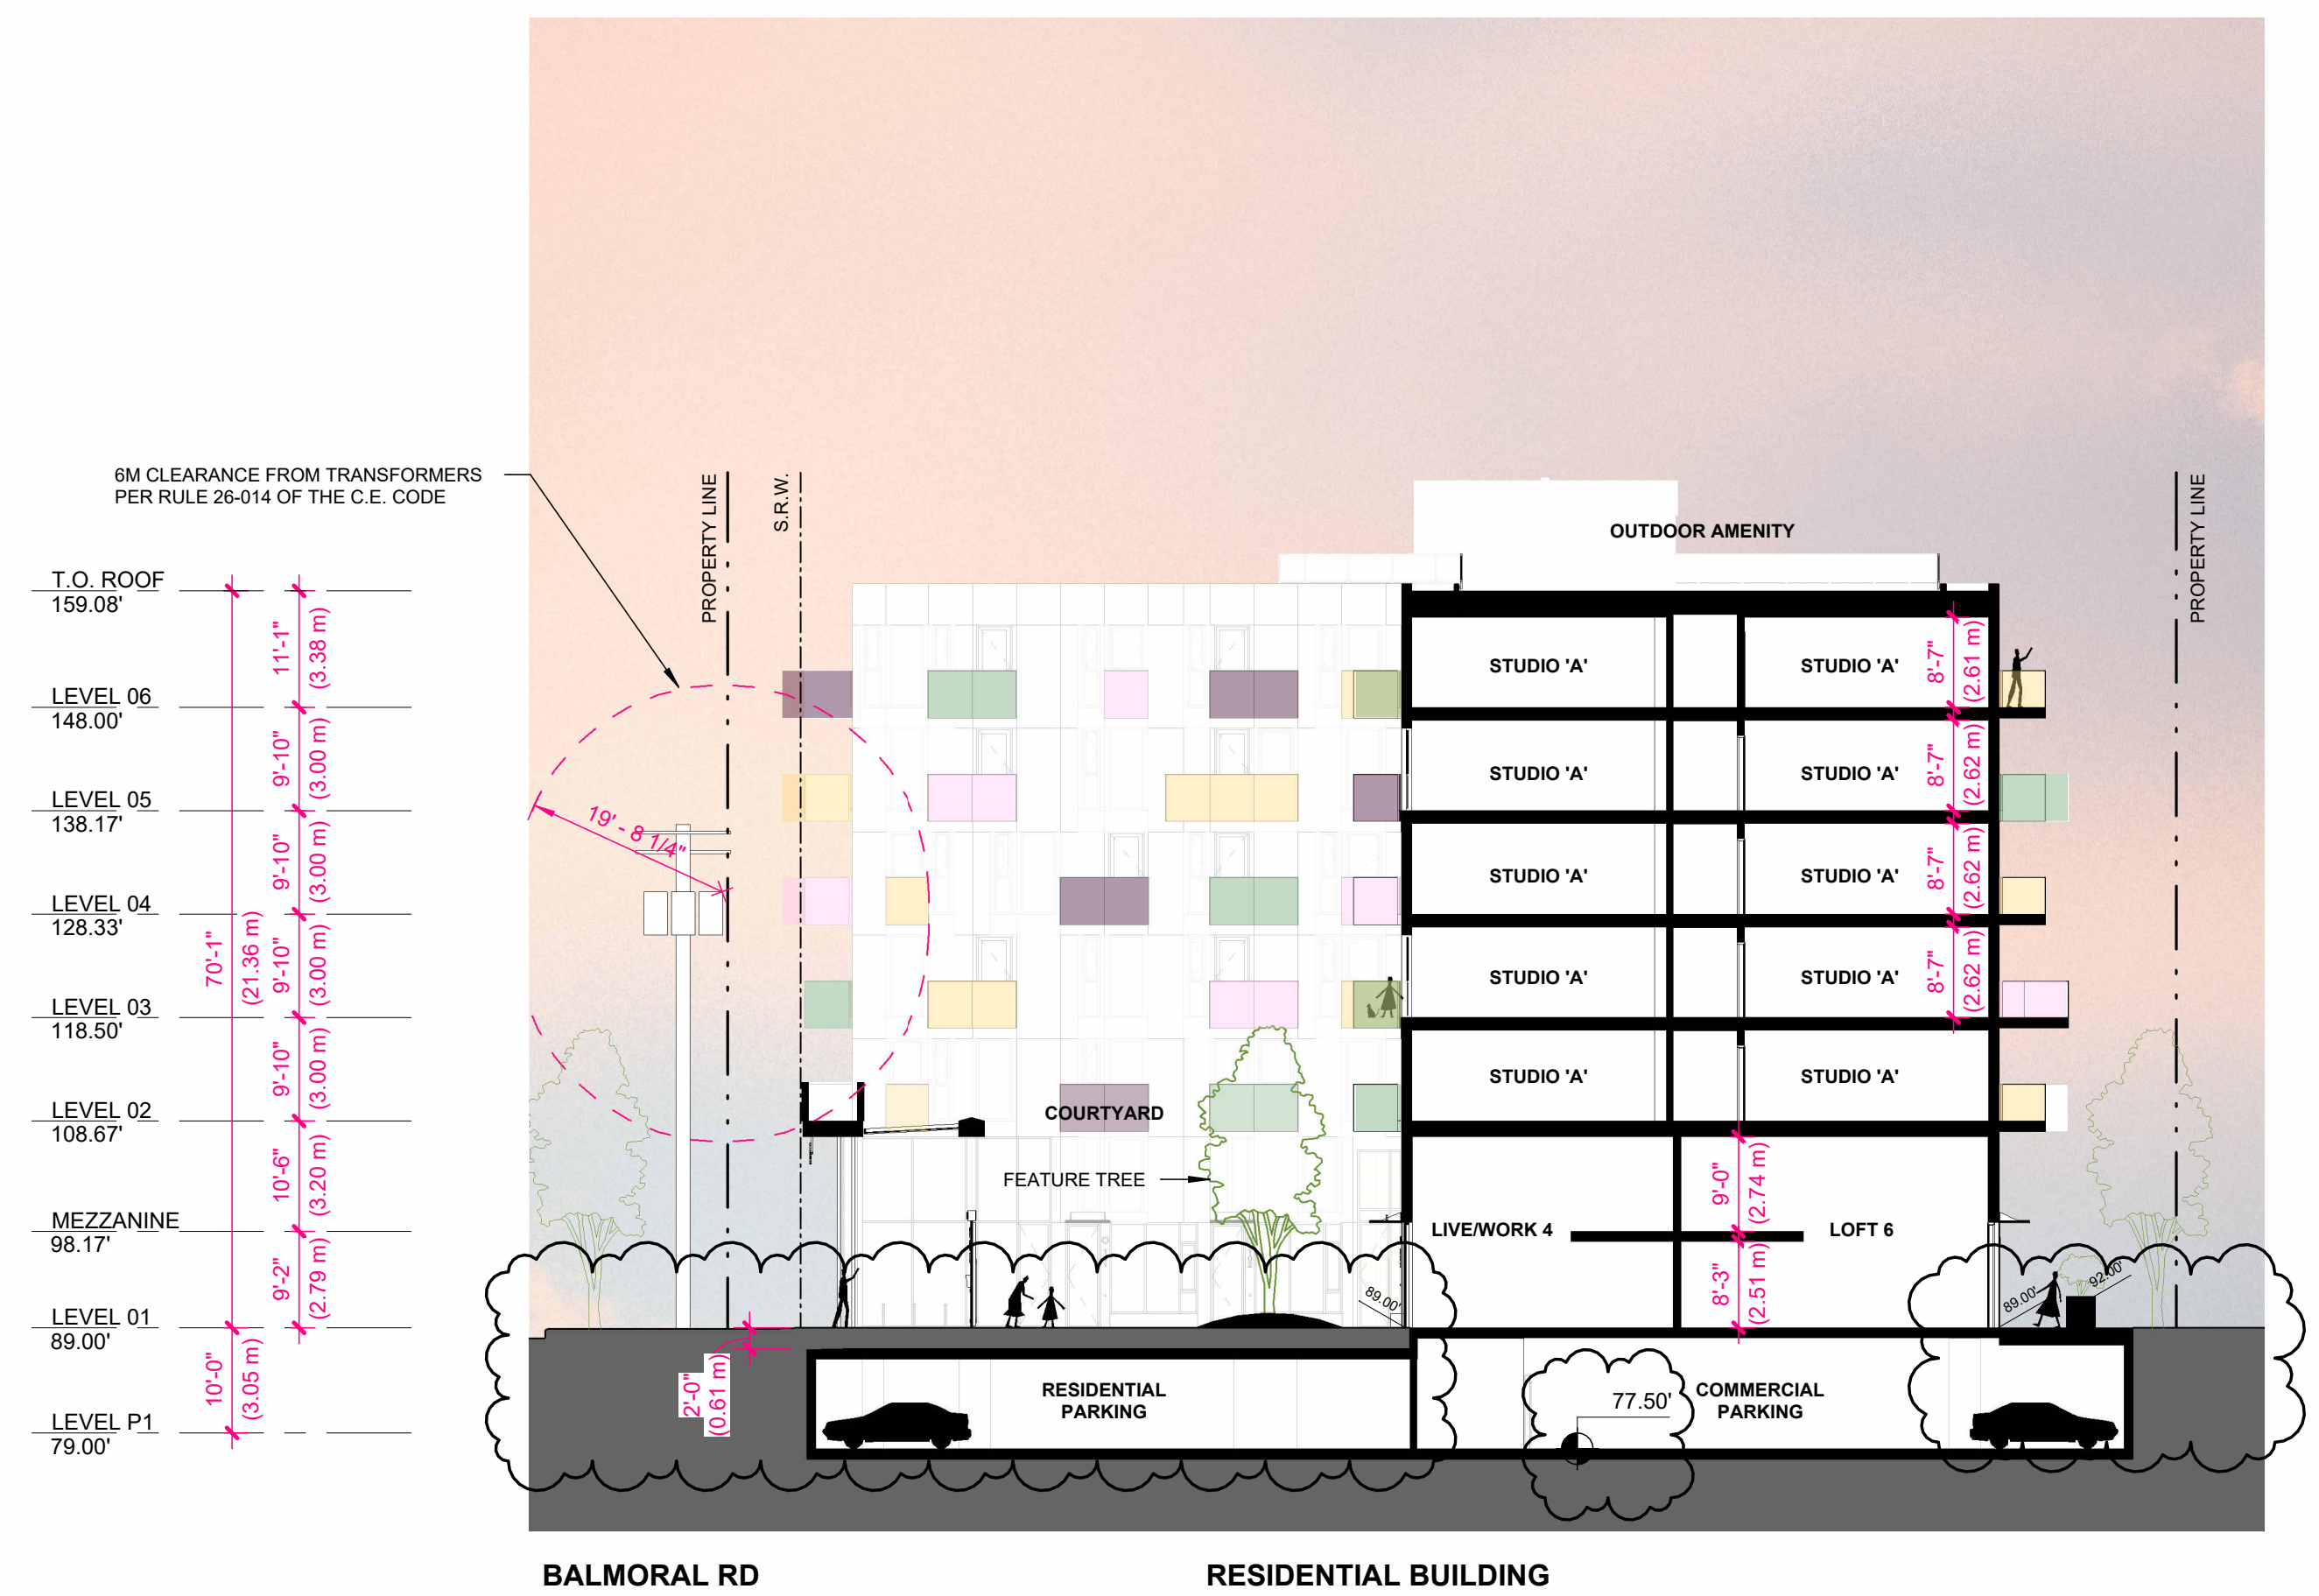 6M CLEARANCE FROM TRANSFORMERS
PER RULE 26-014 OF THE C.E. CODE
PROPERTY LINE
S.R.W.
PROPERTY LINE
OUTDOOR AMENITY
T.O. ROOF
159.08'
11'-1"
(3.38 m)
LEVEL 06
148.00'
9'-10"
(3.00 m)
LEVEL 05
138.17'
9'-10"
(3.00 m)
LEVEL 04
128.33'
9'-10"
(3.00 m)
LEVEL 03
118.50'
9'-10"
(3.00 m)
LEVEL 02
108.67'
10'-6"
(3.20 m)
MEZZANINE
98.17'
9'-2"
(2.79 m)
LEVEL 01
89.00'
70'-1"
(21.36 m)
10'-0"
(3.05 m)
LEVEL P1
79.00'
19' - 8 1/4"
STUDIO 'A'
STUDIO 'A'
8'-7"
(2.61 m)
STUDIO 'A'
STUDIO 'A'
8'-7"
(2.62 m)
STUDIO 'A'
STUDIO 'A'
8'-7"
(2.62 m)
STUDIO 'A'
STUDIO 'A'
8'-7"
(2.62 m)
STUDIO 'A'
STUDIO 'A'
COURTYARD
FEATURE TREE
LIVE/WORK 4
LOFT 6
9'-0"
(2.74 m)
8'-3"
(2.51 m)
89.00'
89.00'
92.00'
2'-0"
(0.61 m)
RESIDENTIAL
PARKING
77.50'
COMMERCIAL
PARKING
BALMORAL RD
RESIDENTIAL BUILDING